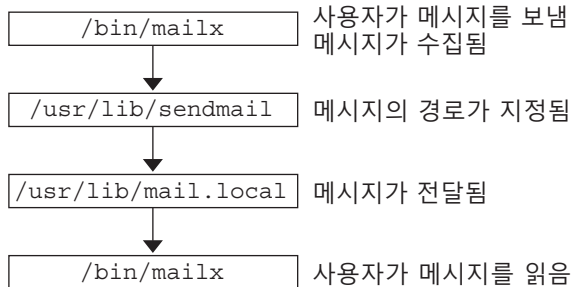 /bin/mailx
사용자가 메시지를 보냄
메시지가 수집됨
/usr/lib/sendmail
메시지의 경로가 지정됨
/usr/lib/mail.local
메시지가 전달됨
/bin/mailx
사용자가 메시지를 읽음